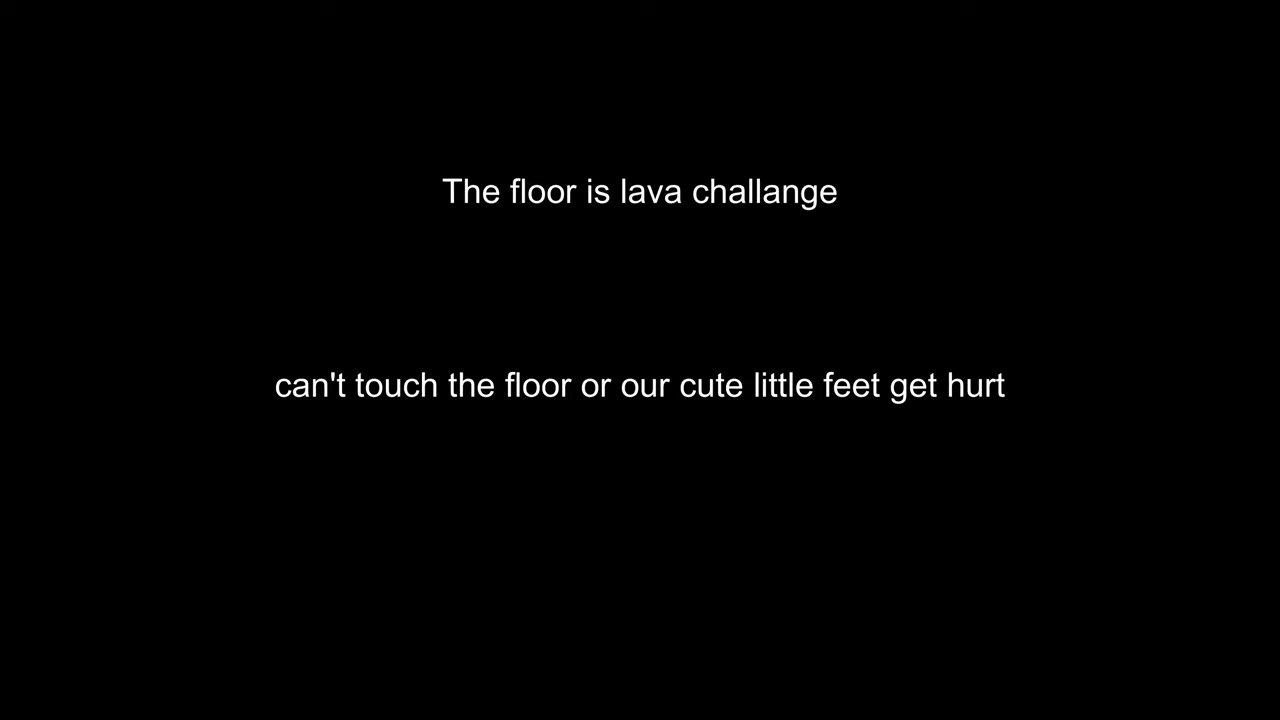 The floor is lava challange
can't touch the floor or our cute little feet get hurt